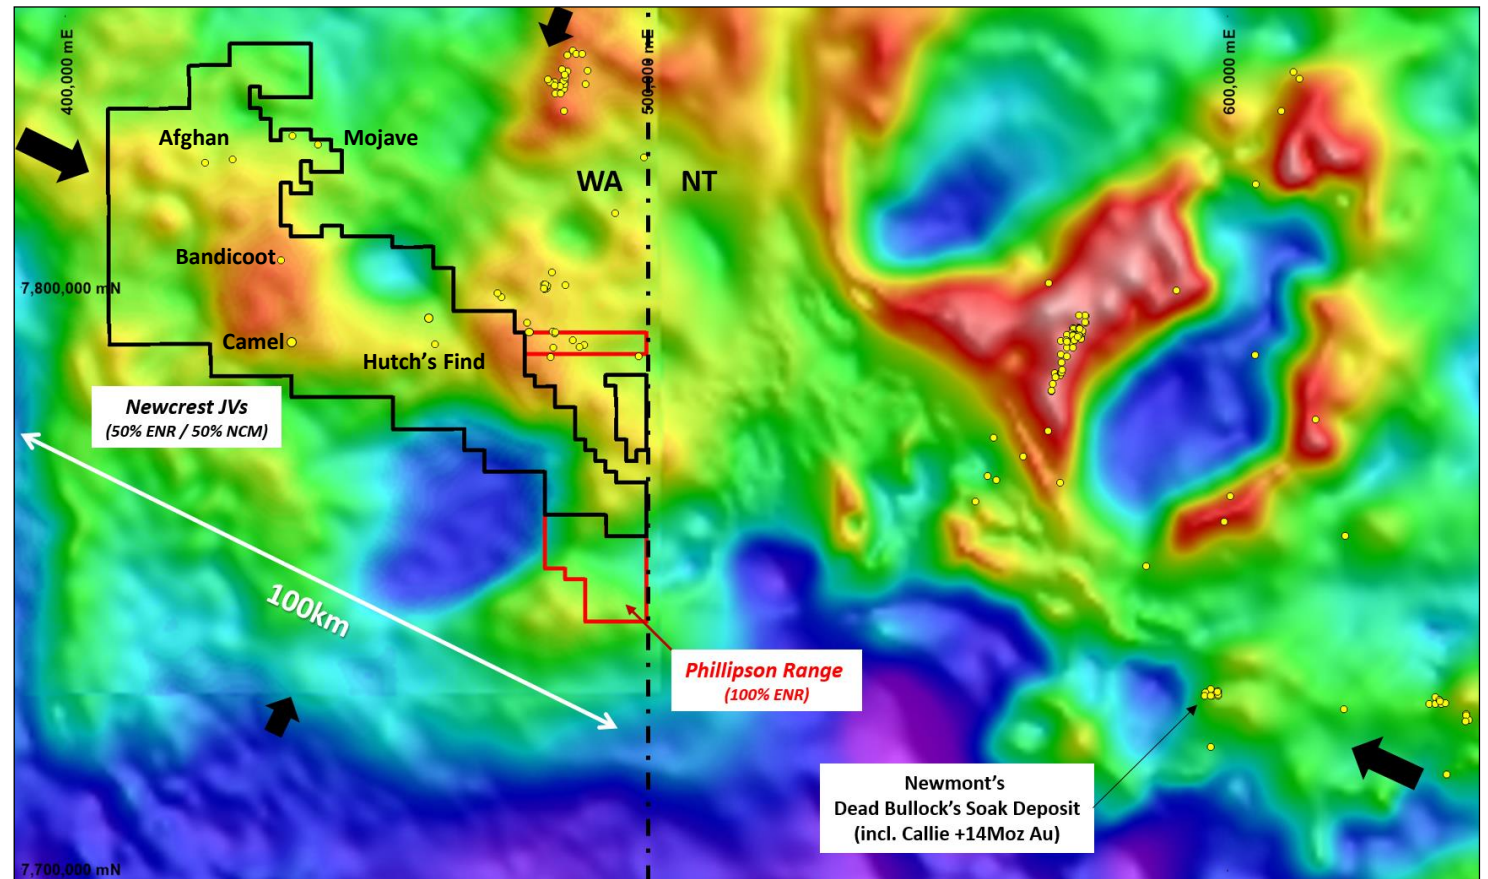 400,000 mE
500,000 mE
600,000 mE
Afghan
Mojave
WA
NT
Bandicoot
7,800,000 mN
Camel
Hutch's Find
Newcrest JVs
(50% ENR / 50% NCM)
100km
Phillipson Range
(100% ENR)
Newmont's
Dead Bullock's Soak Deposit
(incl. Callie +14Moz Au)
7,700,000 mN